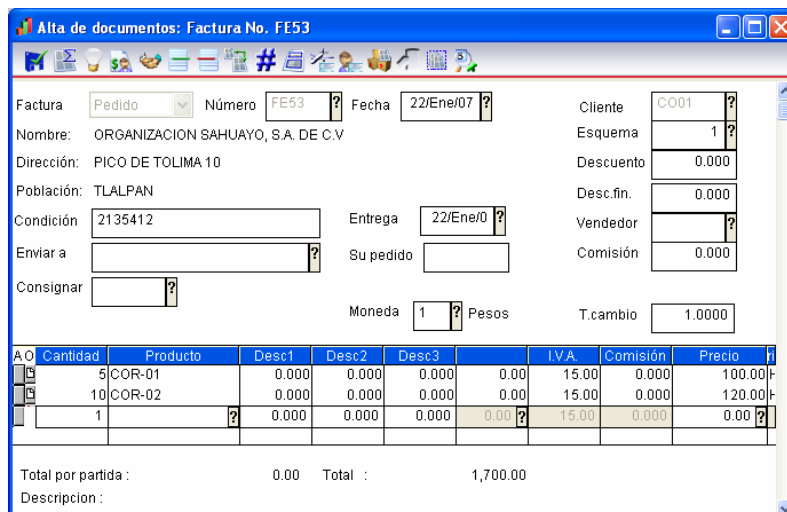 Alta de documentos: Factura No. FE53
Factura Pedido Número FE53 ? Fecha 22/Ene/07 ? Cliente CO01 ?
Nombre: ORGANIZACION SAHUAYO, S.A. DE C.V Esquema 1 ?
Dirección: PICO DE TOLIMA 10 Descuento 0.000
Población: TLALPAN Desc.fin. 0.000
Condición 2135412 Entrega 22/Ene/0 ? Vendedor ?
Enviar a ? Su pedido Comisión 0.000
Consignar ?
Moneda 1 ? Pesos T.cambio 1.0000
A O Cantidad Producto Desc1 Desc2 Desc3 I.V.A. Comisión Precio
5 COR-01 0.000 0.000 0.000 0.00 15.00 0.000 100.00
10 COR-02 0.000 0.000 0.000 0.00 15.00 0.000 120.00
1 ? 0.000 0.000 0.000 0.00 ? 15.00 0.000 0.00 ?
Total por partida : 0.00 Total : 1,700.00
Descripcion :